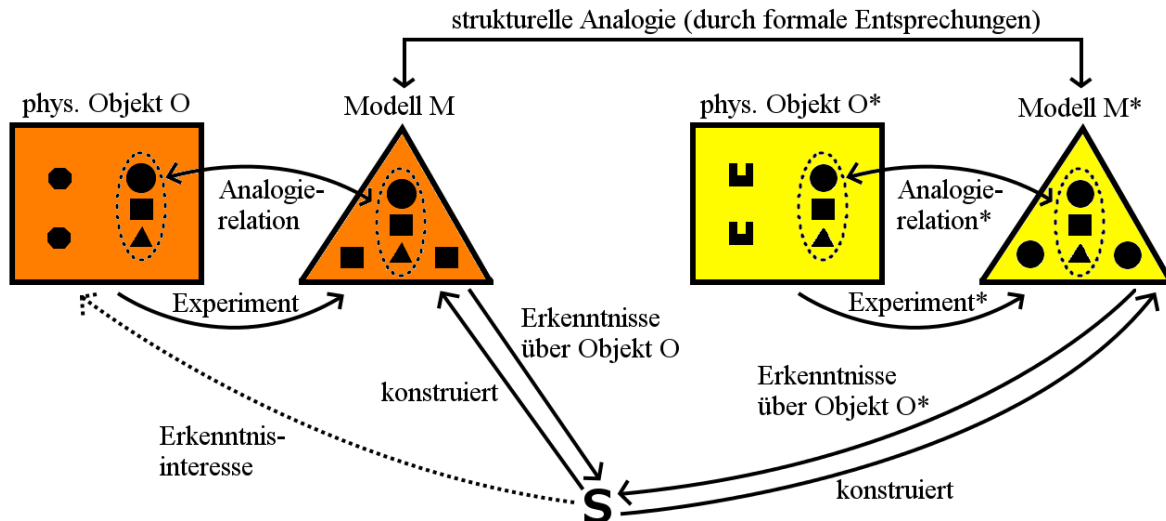 strukturelle Analogie (durch formale Entsprechungen)
phys. Objekt O
Modell M
phys. Objekt O*
Modell M*
Analogie-
relation
Analogie-
relation*
Experiment
Experiment*
Erkenntnisse
über Objekt O
konstruiert
Erkenntnisse
über Objekt O*
Erkenntnis-
interesse
konstruiert
S